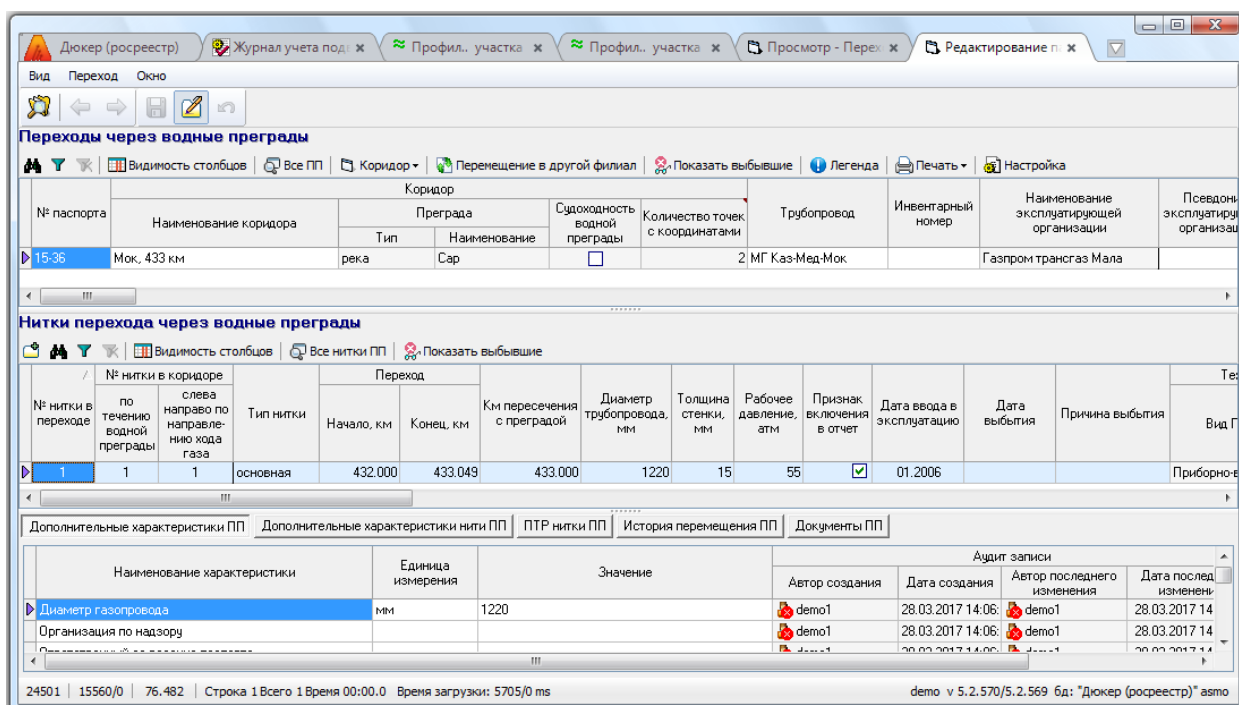 Дюкер (росреестр) Журнал учета под Профил.. участка Профил.. участка Просмотр - Перех Редактирование п
Вид Переход Окно
Переходы через водные преграды
Видимость столбцов Все ПП Коридор Перемещение в другой филиал Показать выбывшие Легенда Печать Настройка
№ паспорта
Коридор
Наименование коридора
Преграда
Тип Наименование
Судоходность водной преграды
Количество точек с координатами
Трубопровод
Инвентарный номер
Наименование эксплуатирующей организации
Псевдони эксплуатирую организац
15-36 Мок, 433 км река Сар 2 МГ Каз-Мед-Мок Газпром трансгаз Мала
Нитки перехода через водные преграды
Видимость столбцов Все нитки ПП Показать выбывшие
№ нитки в переходе
№ нитки в коридоре
по течению водной преграды
слева направо по направле-нию хода газа
Тип нитки
Переход
Начало, км Конец, км
Км пересечения с преградой
Диаметр трубопровода, мм
Толщина стенки, мм
Рабочее давление, атм
Признак включения в отчет
Дата ввода в эксплуатацию
Дата выбытия
Причина выбытия
Тех
Вид П
1 1 1 основная 432.000 433.049 433.000 1220 15 55 01.2006 Приборно-в
Дополнительные характеристики ПП Дополнительные характеристики нити ПП ПТР нитки ПП История перемещения ПП Документы ПП
Наименование характеристики
Единица измерения
Значение
Аудит записи
Автор создания Дата создания Автор последнего изменения Дата послед изменени
Диаметр газопровода мм 1220 demo1 28.03.2017 14:06: demo1 28.03.2017 14
Организация по надзору demo1 28.03.2017 14:06: demo1 28.03.2017 14
24501 15560/0 76.482 Строка 1 Всего 1 Время 00:00.0 Время загрузки: 5705/0 ms demo v 5.2.570/5.2.569 бд: "Дюкер (росреестр)" asmo